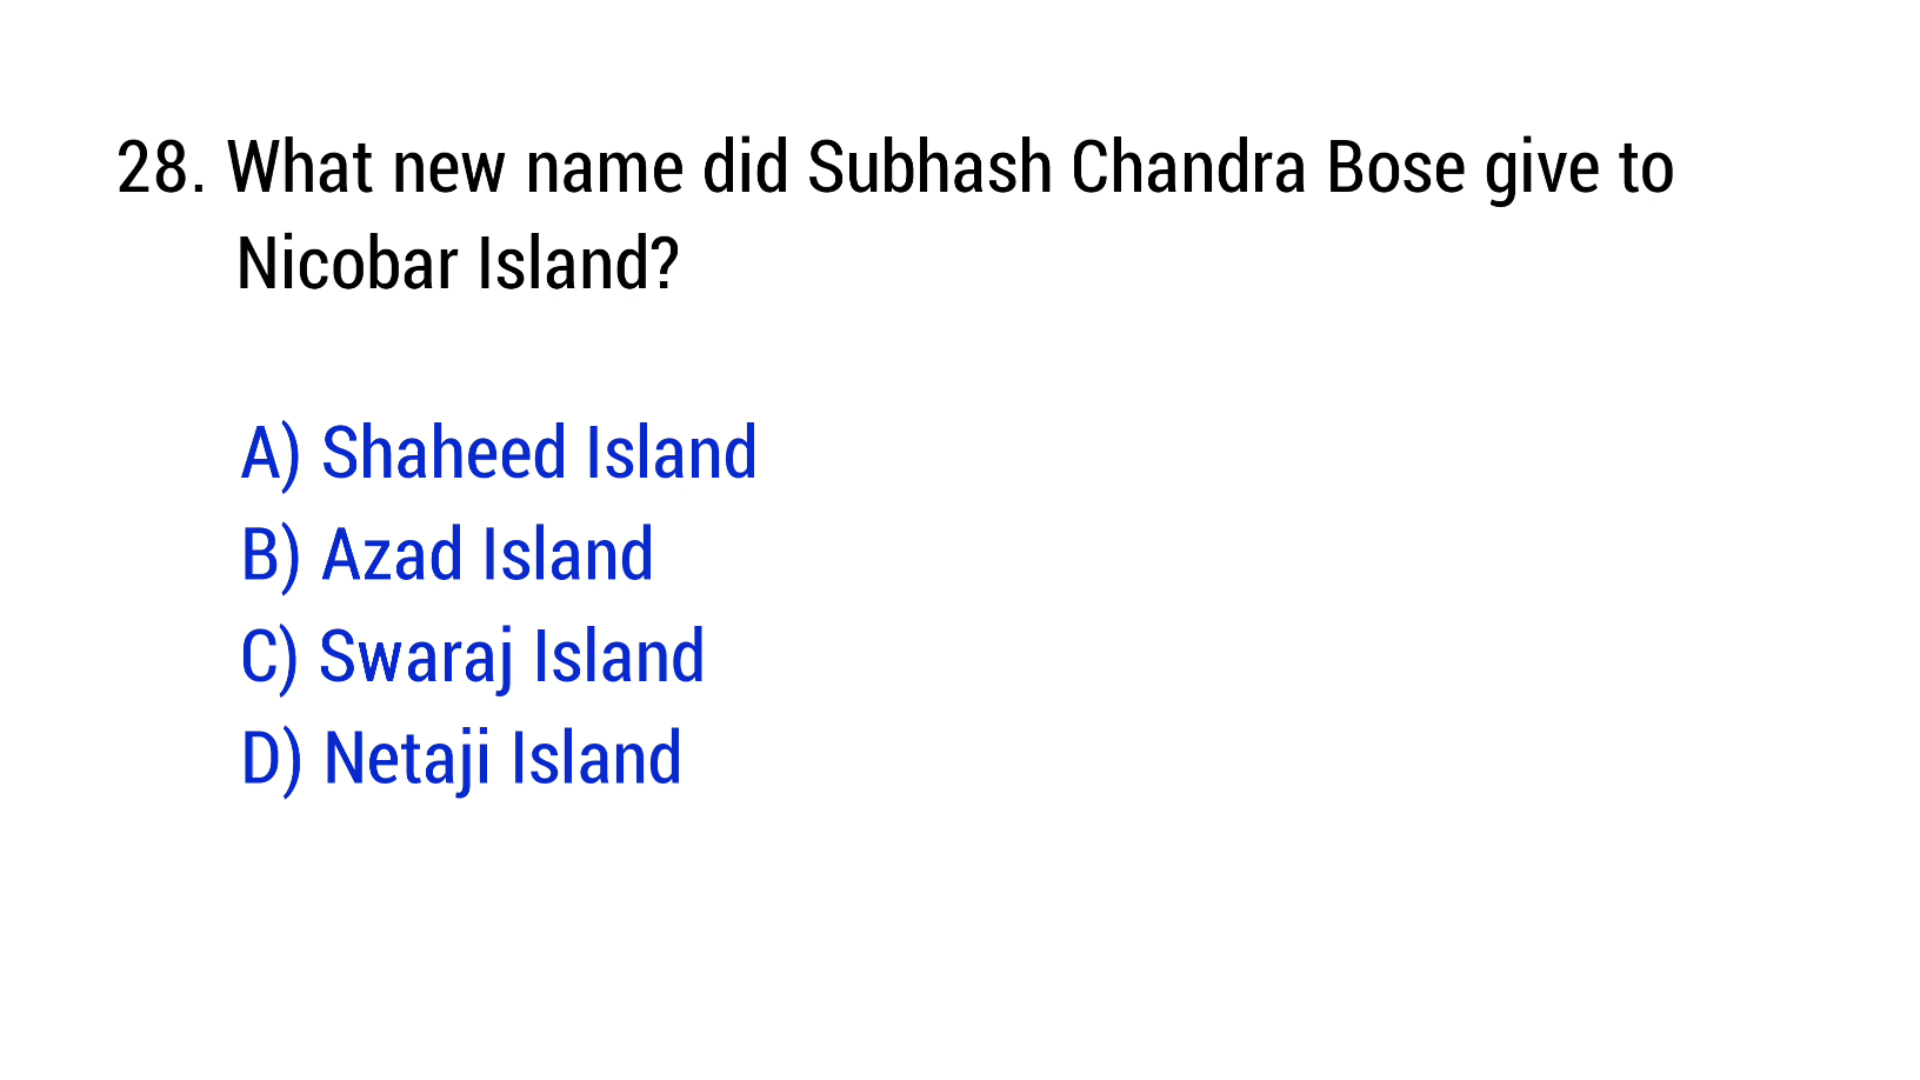 28. What new name did Subhash Chandra Bose give to
Nicobar Island?
A) Shaheed Island
B) Azad Island
C) Swaraj Island
D) Netaji Island